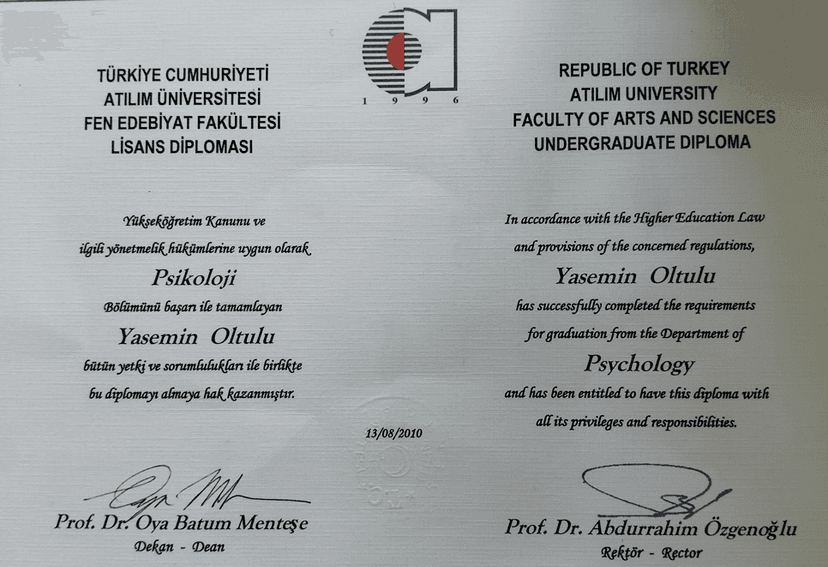 TÜRKİYE CUMHURİYETİ
ATILIM ÜNİVERSİTESİ
FEN EDEBİYAT FAKÜLTESİ
LİSANS DİPLOMASI
Yükseköğretim Kanunu ve
ilgili yönetmelik hükümlerine uygun olarak
Psikoloji
Bölümünü başarı ile tamamlayan
Yasemin Oltulu
bütün yetki ve sorumlulukları ile birlikte
bu diplomayı almaya hak kazanmıştır.
Prof. Dr. Oya Batum Menteşe
Dekan - Dean
1 9 9 6
13/08/2010
REPUBLIC OF TURKEY
ATILIM UNIVERSITY
FACULTY OF ARTS AND SCIENCES
UNDERGRADUATE DIPLOMA
In accordance with the Higher Education Law
and provisions of the concerned regulations,
Yasemin Oltulu
has successfully completed the requirements
for graduation from the Department of
Psychology
and has been entitled to have this diploma with
all its privileges and responsibilities.
Prof. Dr. Abdurrahim Özgenoğlu
Rektör - Rector